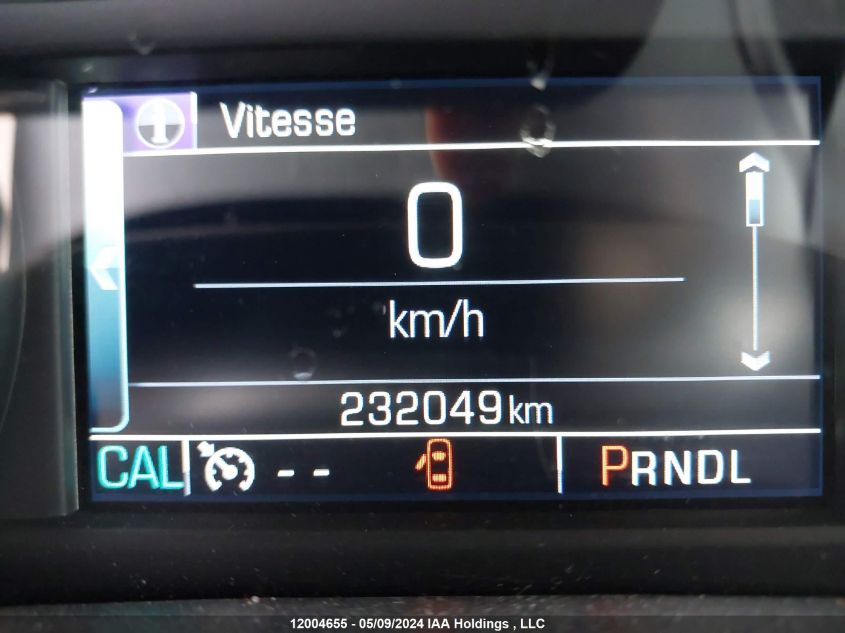 Vitesse
0
km/h
232049 km
CAL -- PRNDL
12004655 - 05/09/2024 IAA Holdings , LLC